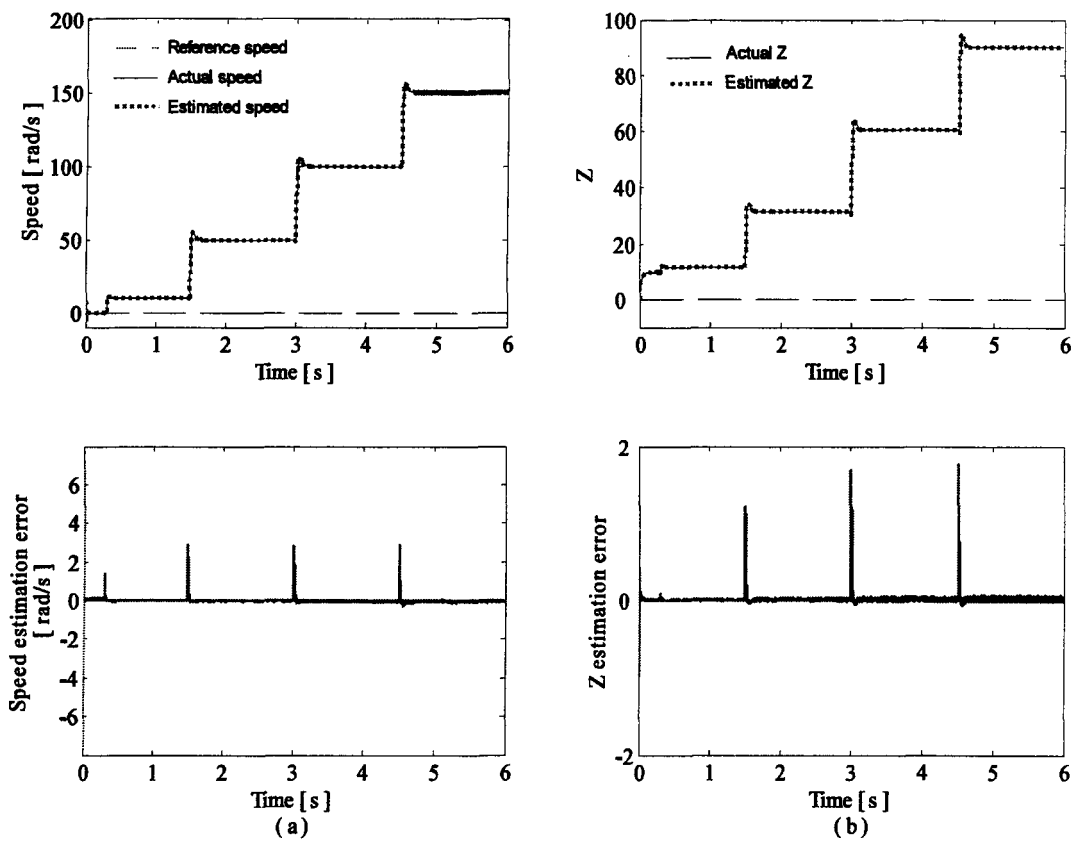 200
150
100
50
0
Speed [ rad/s ]
Reference speed
Actual speed
Estimated speed
0 1 2 3 4 5 6
Time [ s ]
100
80
60
40
20
0
-20
Z
Actual Z
Estimated Z
0 1 2 3 4 5 6
Time [ s ]
6
4
2
0
-2
-4
-6
Speed estimation error
[ rad/s ]
0 1 2 3 4 5 6
Time [ s ]
( a )
2
0
-2
Z estimation error
0 1 2 3 4 5 6
Time [ s ]
( b )